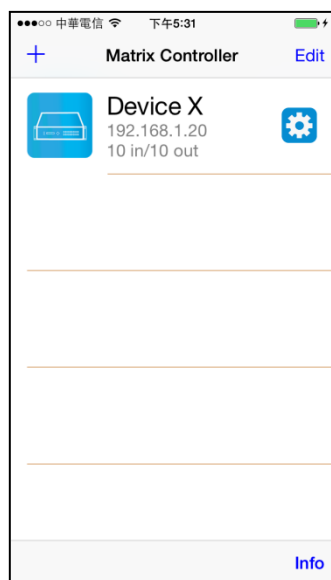 中華電信 下午5:31
+ Matrix Controller Edit
Device X
192.168.1.20
10 in/10 out
Info